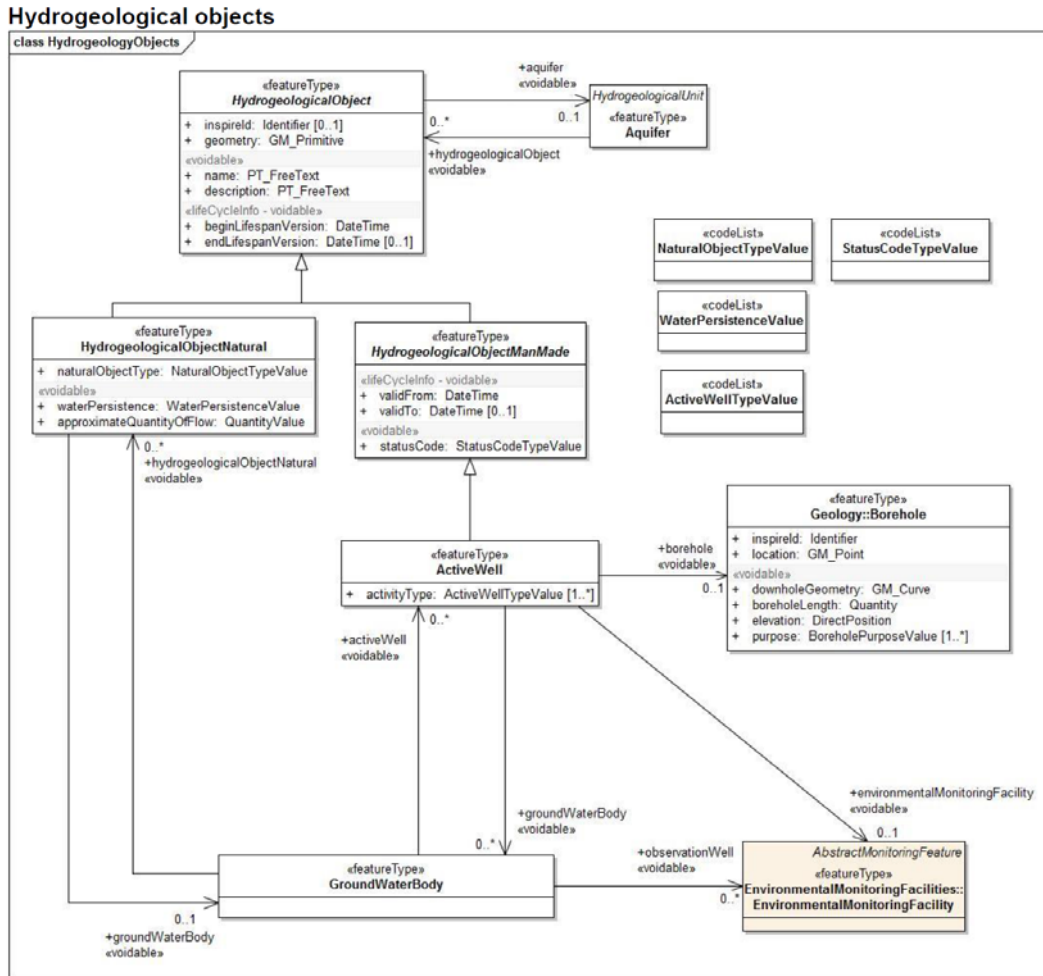 Hydrogeological objects
class HydrogeologyObjects
«featureType»
HydrogeologicalObject
+ inspireId: Identifier [0..1]
+ geometry: GM_Primitive
«voidable»
+ name: PT_FreeText
+ description: PT_FreeText
«lifeCycleInfo - voidable»
+ beginLifespanVersion: DateTime
+ endLifespanVersion: DateTime [0..1]
+aquifer
«voidable»
0..1
0..*
+hydrogeologicalObject
«voidable»
HydrogeologicalUnit
«featureType»
Aquifer
«codeList»
NaturalObjectTypeValue
«codeList»
StatusCodeTypeValue
«codeList»
WaterPersistenceValue
«codeList»
ActiveWellTypeValue
«featureType»
HydrogeologicalObjectNatural
+ naturalObjectType: NaturalObjectTypeValue
«voidable»
+ waterPersistence: WaterPersistenceValue
+ approximateQuantityOfFlow: QuantityValue
«featureType»
HydrogeologicalObjectManMade
«lifeCycleInfo - voidable»
+ validFrom: DateTime
+ validTo: DateTime [0..1]
«voidable»
+ statusCode: StatusCodeTypeValue
0..*
+hydrogeologicalObjectNatural
«voidable»
«featureType»
Geology::Borehole
+ inspireId: Identifier
+ location: GM_Point
«voidable»
+ downholeGeometry: GM_Curve
+ boreholeLength: Quantity
+ elevation: DirectPosition
+ purpose: BoreholePurposeValue [1..*]
«featureType»
ActiveWell
+ activityType: ActiveWellTypeValue [1..*]
+borehole
«voidable»
0..1
0..*
+activeWell
«voidable»
+groundWaterBody
«voidable»
0..*
+environmentalMonitoringFacility
«voidable»
0..1
«featureType»
GroundWaterBody
+observationWell
«voidable»
0..*
AbstractMonitoringFeature
«featureType»
EnvironmentalMonitoringFacilities::
EnvironmentalMonitoringFacility
0..1
+groundWaterBody
«voidable»